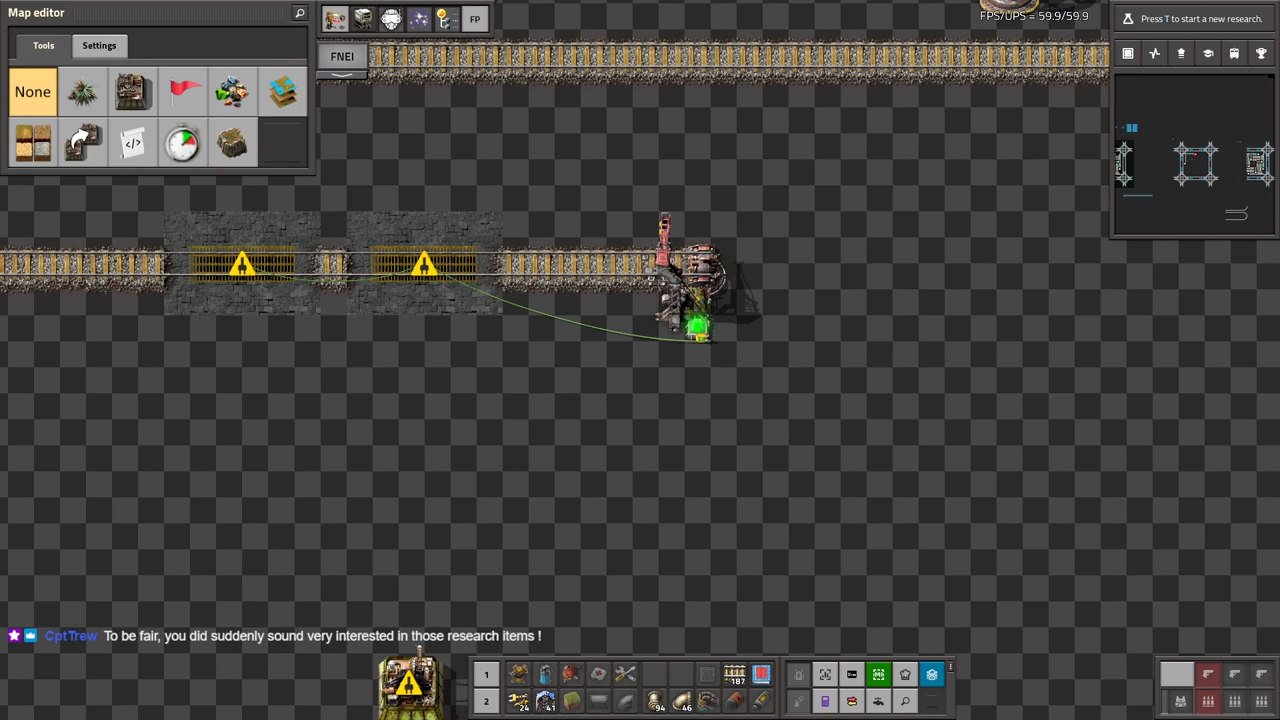 Map editor
FP
FPS/UPS = 59.9/59.9
Press T to start a new research.
Tools
Settings
FNEI
None
</>
CptTrew To be fair, you did suddenly sound very interested in those research items !
1
187
2
24
41
94
46